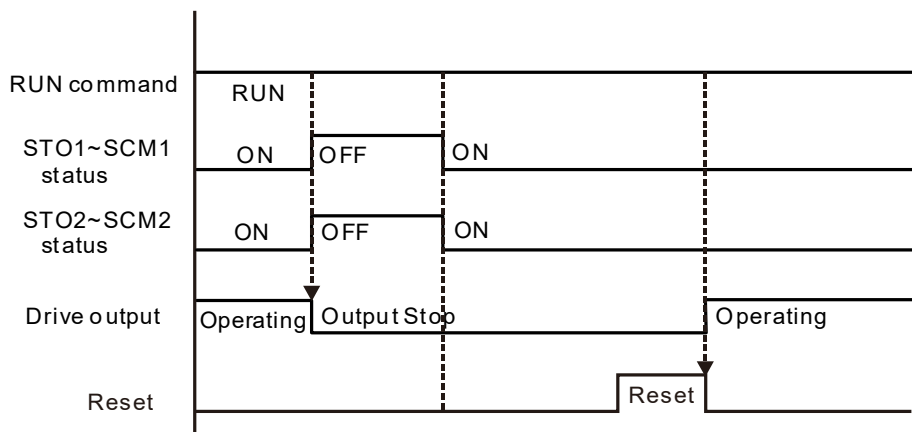 RUN command
RUN
STO1~SCM1
status
ON OFF ON
STO2~SCM2
status
ON OFF ON
Drive output
Operating Output Stop Operating
Reset
Reset